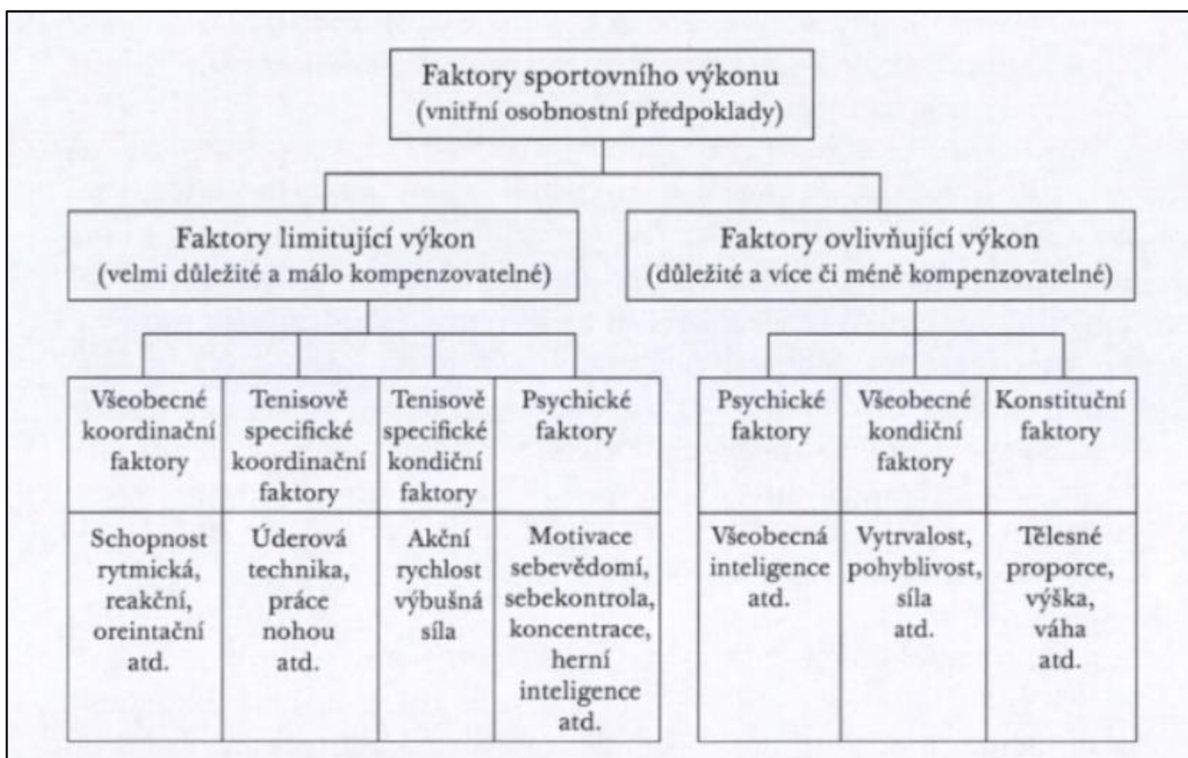 Faktory sportovního výkonu
(vnitřní osobnostní předpoklady)
Faktory limitující výkon
(velmi důležité a málo kompenzovatelné)
Faktory ovlivňující výkon
(důležité a více či méně kompenzovatelné)
Všeobecné
koordinační
faktory
Tenisově
specifické
koordinační
faktory
Tenisově
specifické
kondiční
faktory
Psychické
faktory
Psychické
faktory
Všeobecné
kondiční
faktory
Konstituční
faktory
Schopnost
rytmická,
reakční,
oreintační
atd.
Úderová
technika,
práce
nohou
atd.
Akční
rychlost
výbušná
síla
Motivace
sebevědomí,
sebekontrola,
koncentrace,
herní
inteligence
atd.
Všeobecná
inteligence
atd.
Vytrvalost,
pohyblivost,
síla
atd.
Tělesné
proporce,
výška,
váha
atd.